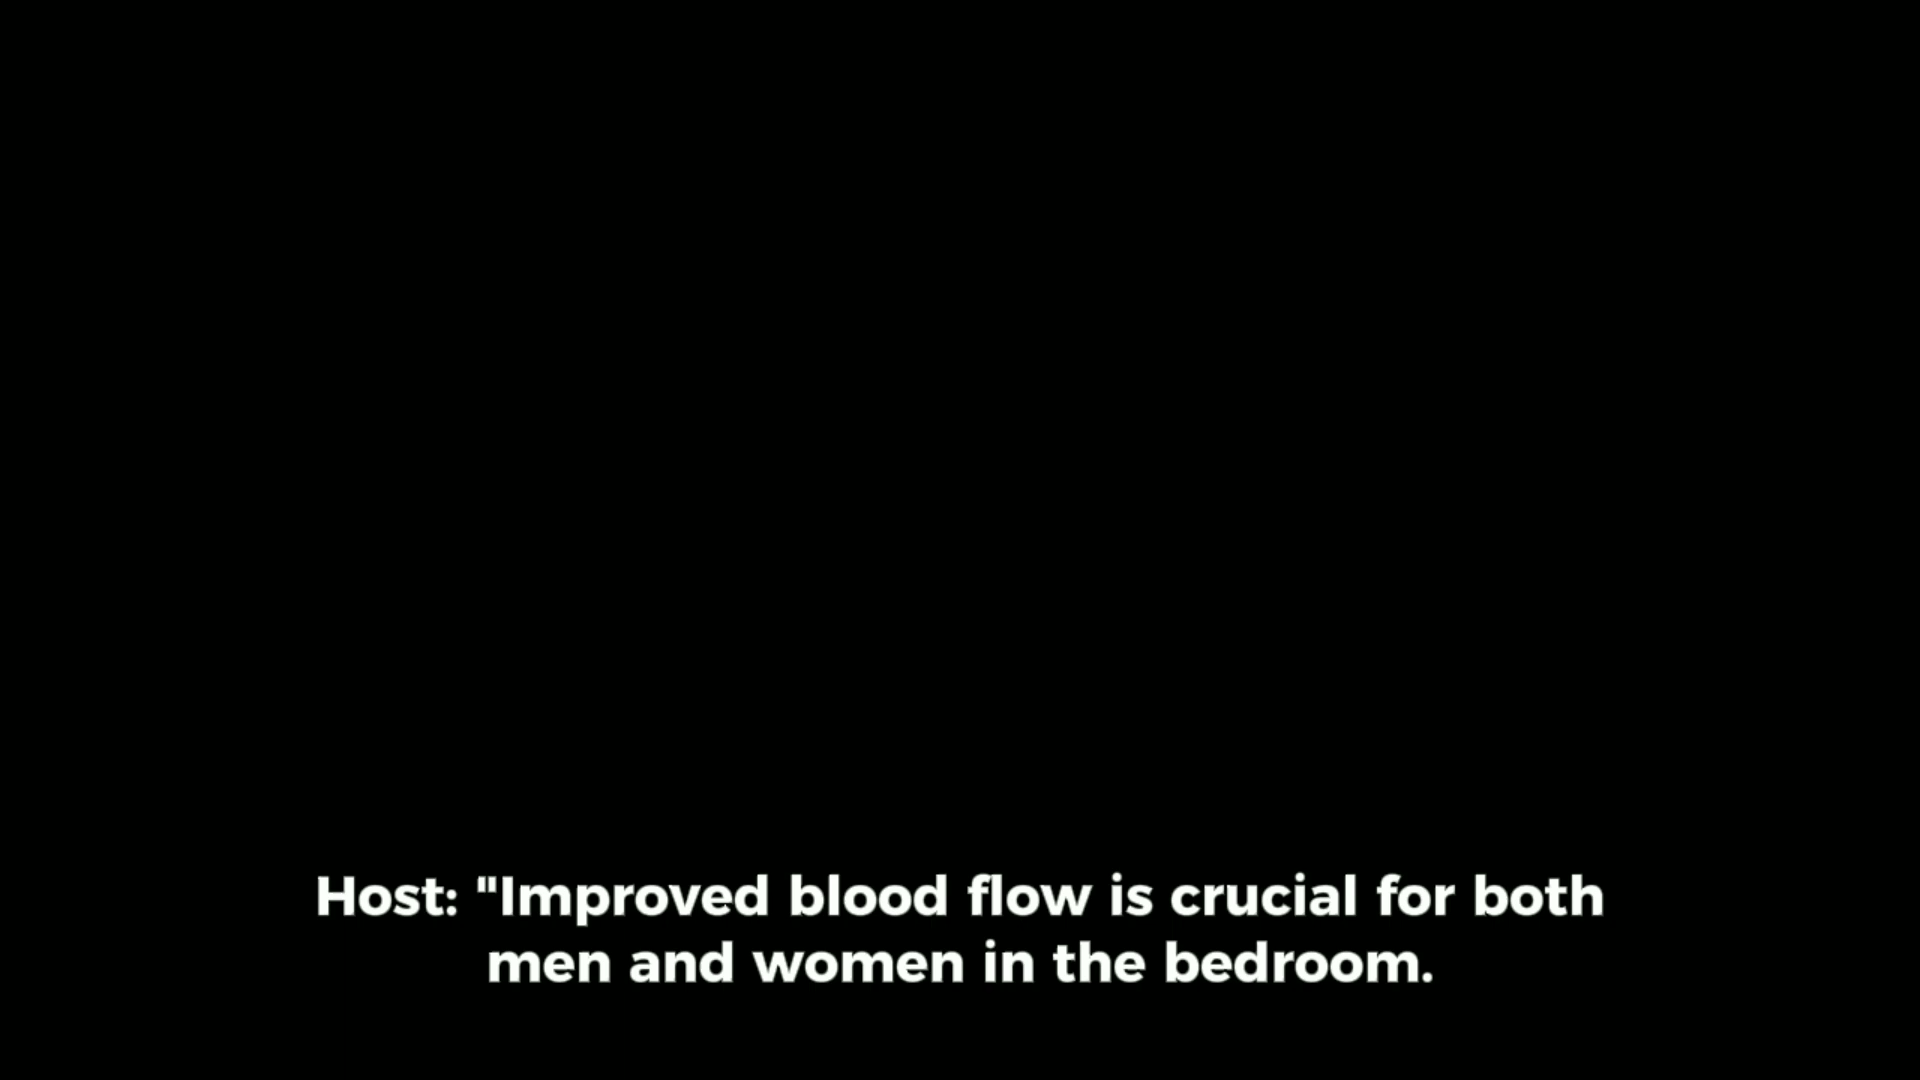 Host: "Improved blood flow is crucial for both
men and women in the bedroom.